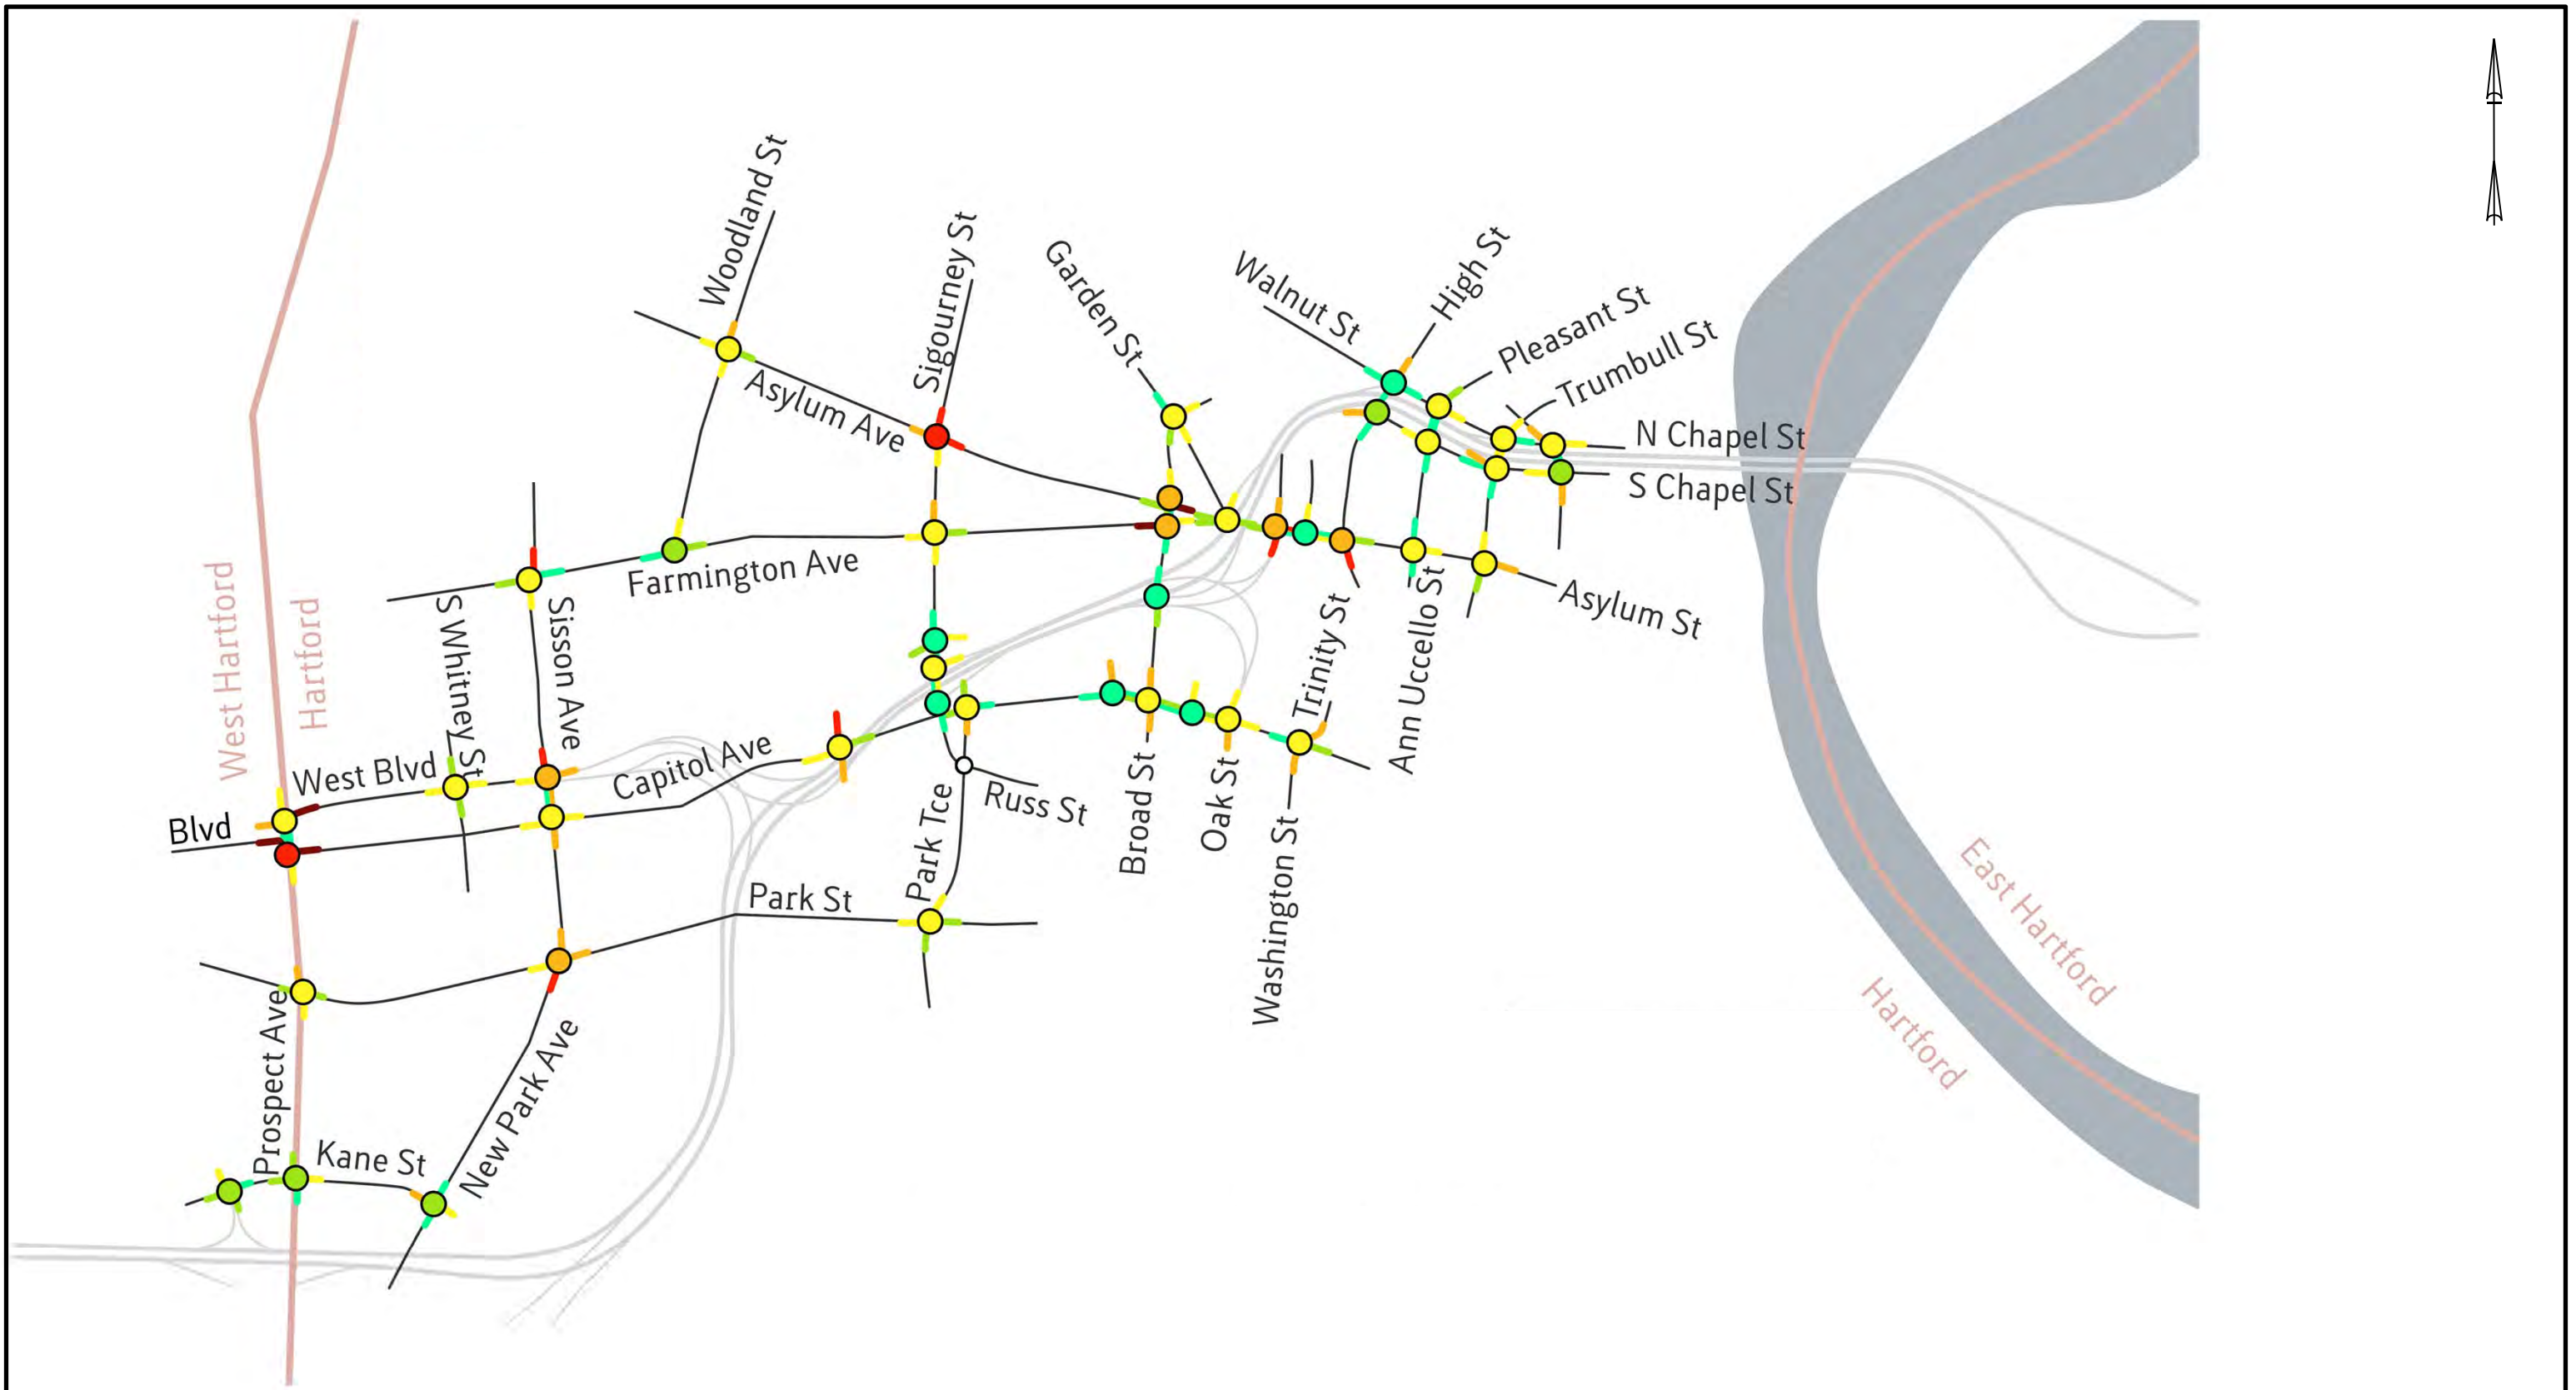 Woodland St
Sigourney St
Garden St
Walnut St
High St
Pleasant St
Trumbull St
Asylum Ave
N Chapel St
S Chapel St
Farmington Ave
Asylum St
West Hartford
Hartford
S Whitney St
Sisson Ave
Trinity St
Ann Uccello St
West Blvd
Capitol Ave
Blvd
Russ St
Park Tce
Broad St
Oak St
Washington St
Park St
East Hartford
Hartford
Prospect Ave
New Park Ave
Kane St